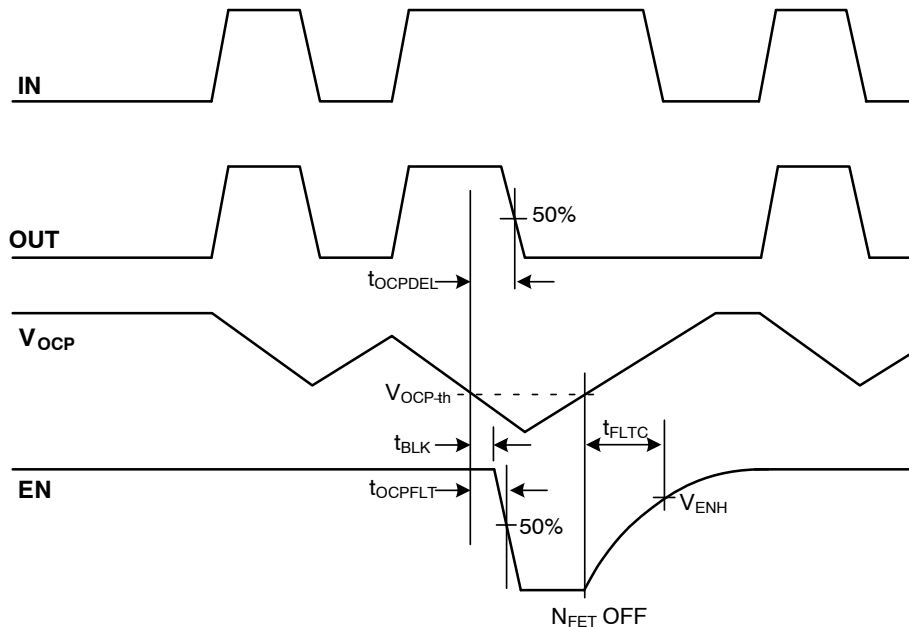 IN
50%
OUT
tOCPDEL
VOCP
VOCP-th
tFLTC
tBLK
EN
tOCPFLT
VENH
50%
NFET OFF